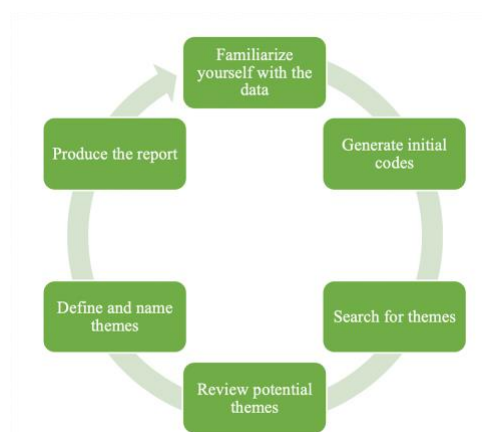 Familiarize
yourself with the
data
Generate initial
codes
Search for themes
Review potential
themes
Define and name
themes
Produce the report